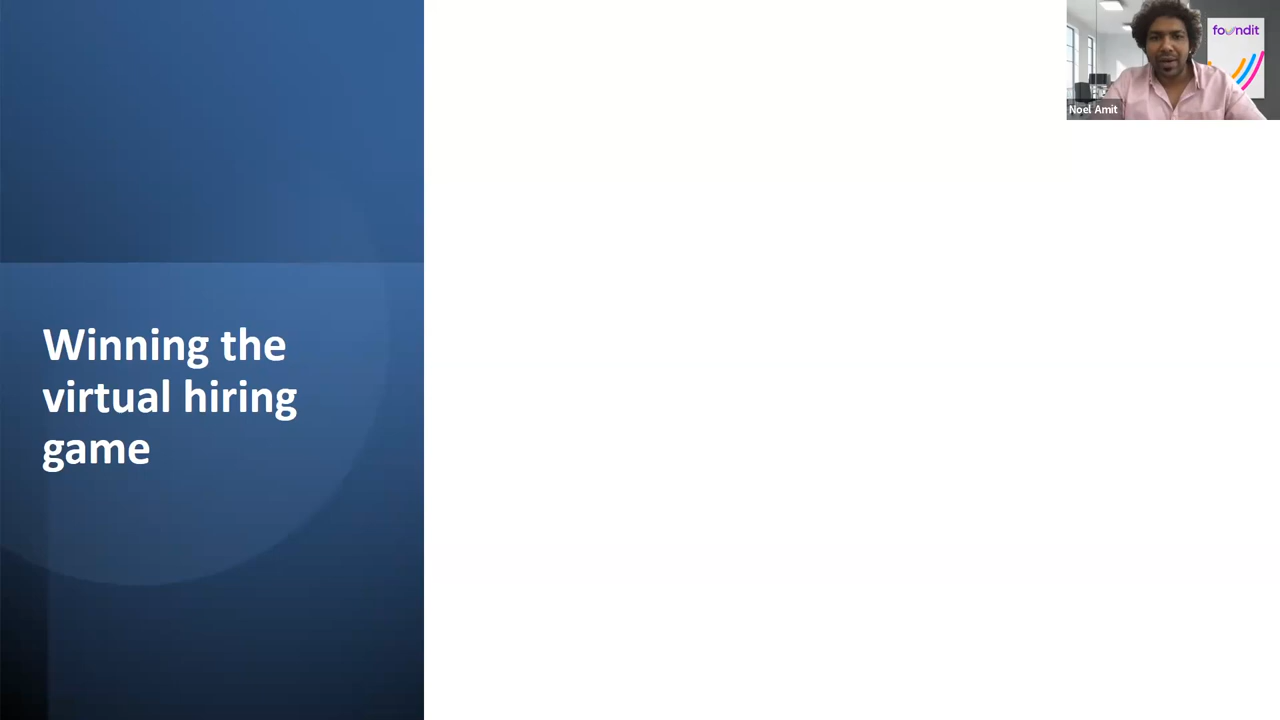 Winning the
virtual hiring
game
foundit
Noel Amit